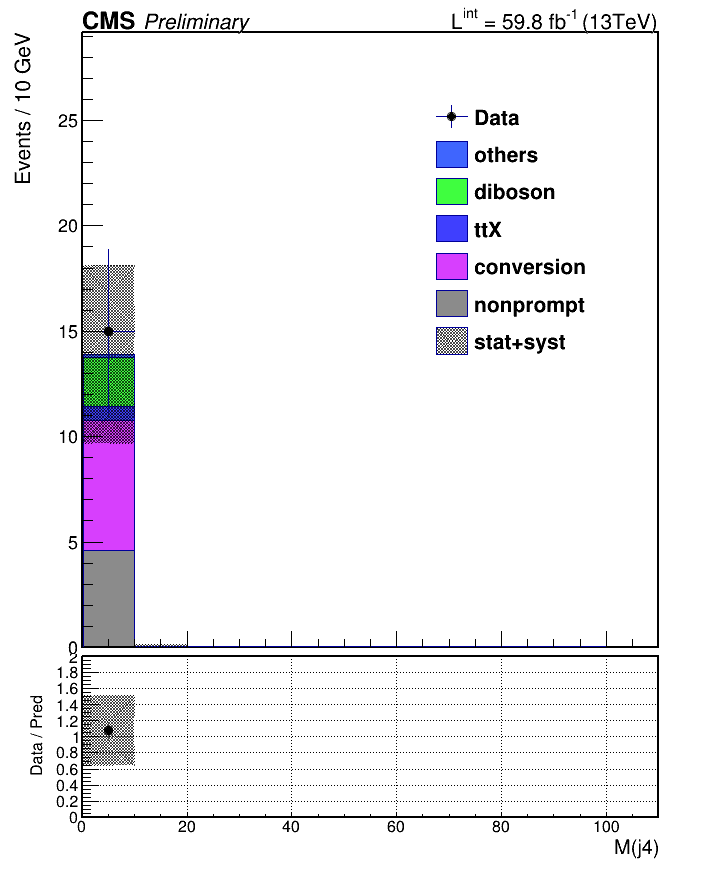 CMS Preliminary
L^int = 59.8 fb^-1 (13TeV)
Events / 10 GeV
25
20
15
10
5
0
Data
others
diboson
ttX
conversion
nonprompt
stat+syst
Data / Pred
2
1.8
1.6
1.4
1.2
1
0.8
0.6
0.4
0.2
0
0 20 40 60 80 100
M(j4)